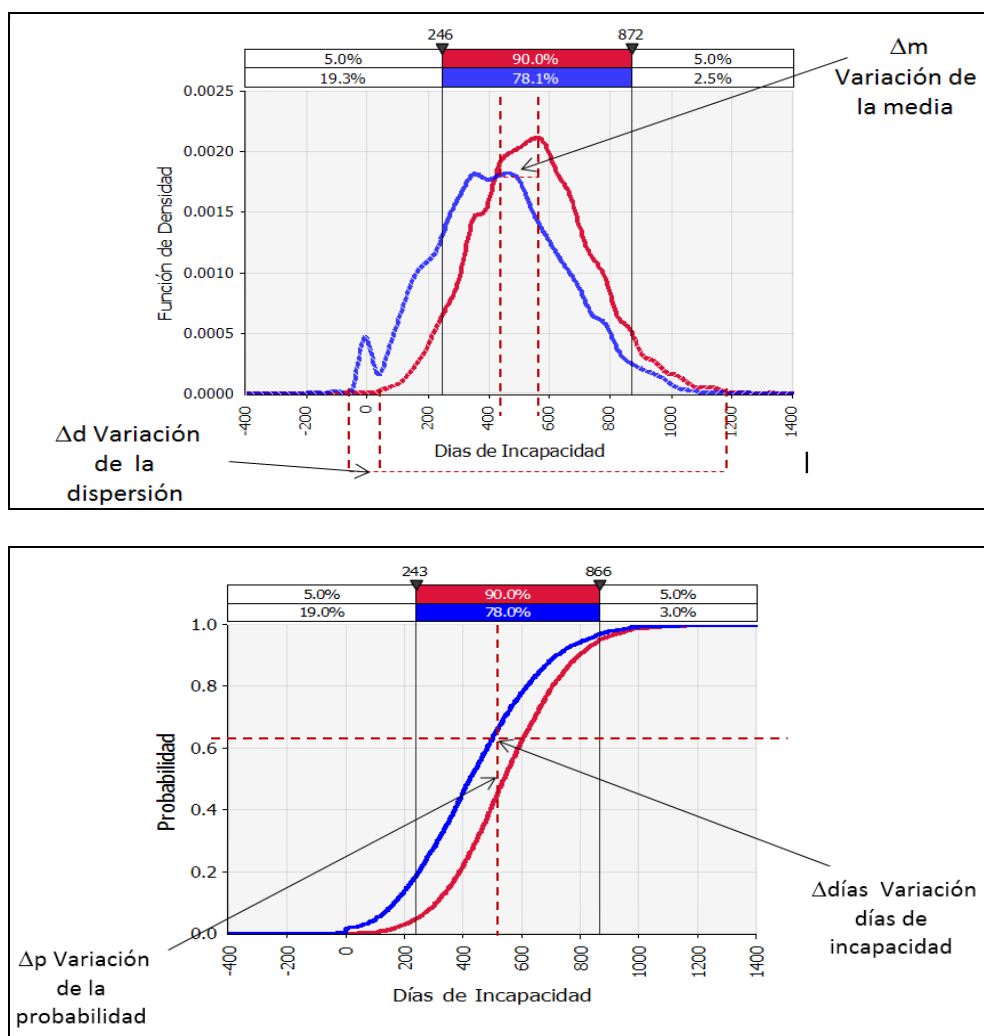 246 872
5.0% 90.0% 5.0%
19.3% 78.1% 2.5%
Δm
Variación de
la media
0.0025
0.0020
0.0015
0.0010
0.0005
0.0000
Función de Densidad
-400 -200 0 200 400 600 800 1000 1200 1400
Dias de Incapacidad
Δd Variación
de la
dispersión
243 866
5.0% 90.0% 5.0%
19.0% 78.0% 3.0%
1.0
0.8
0.6
0.4
0.2
0.0
Probabilidad
-400 -200 0 200 400 600 800 1000 1200 1400
Días de Incapacidad
Δp Variación
de la
probabilidad
Δdías Variación
días de
incapacidad